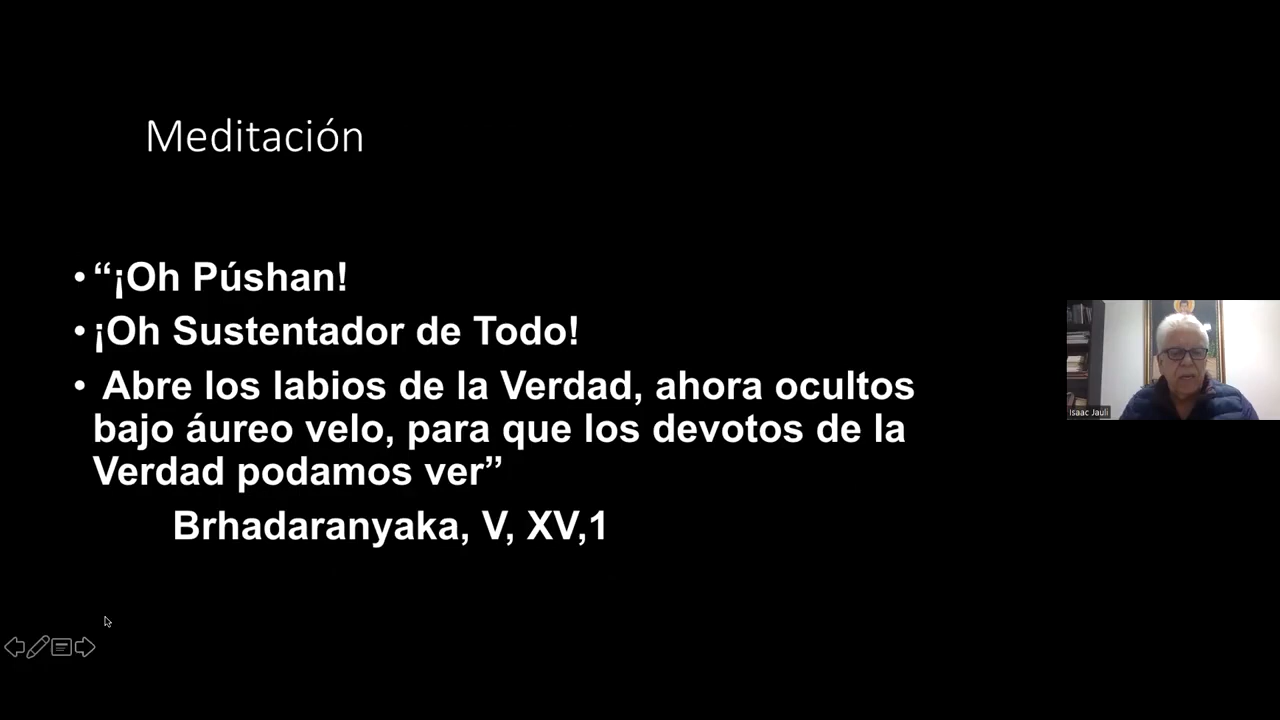 Meditación
• “¡Oh Púshan!
• ¡Oh Sustentador de Todo!
• Abre los labios de la Verdad, ahora ocultos
bajo áureo velo, para que los devotos de la
Verdad podamos ver”
Brhadaranyaka, V, XV,1
Isaac Jauli